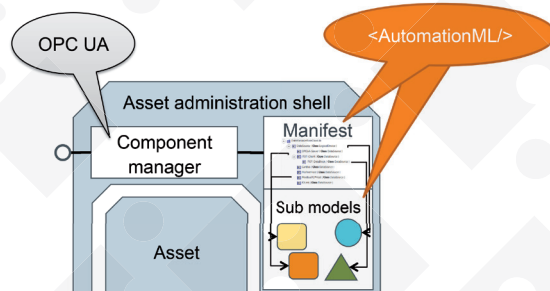 OPC UA
<AutomationML/>
Asset administration shell
Component
manager
Manifest
Sub models
Asset